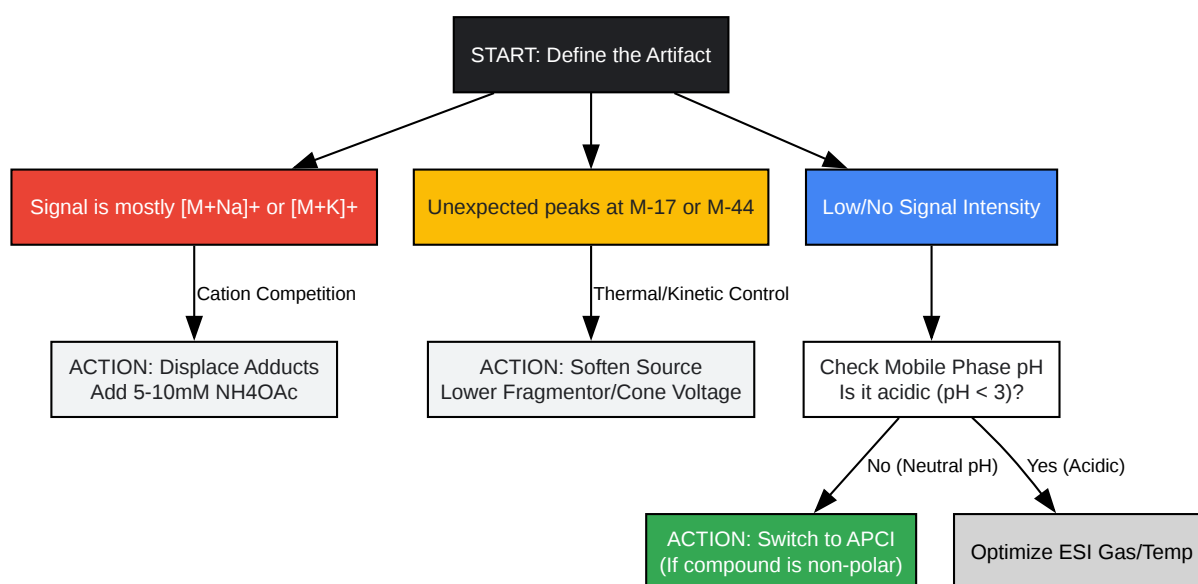 START: Define the Artifact
Signal is mostly [M+Na]+ or [M+K]+
Unexpected peaks at M-17 or M-44
Low/No Signal Intensity
Cation Competition
Thermal/Kinetic Control
ACTION: Displace Adducts
Add 5-10mM NH4OAc
ACTION: Soften Source
Lower Fragmentor/Cone Voltage
Check Mobile Phase pH
Is it acidic (pH < 3)?
No (Neutral pH)
Yes (Acidic)
ACTION: Switch to APCI
(If compound is non-polar)
Optimize ESI Gas/Temp